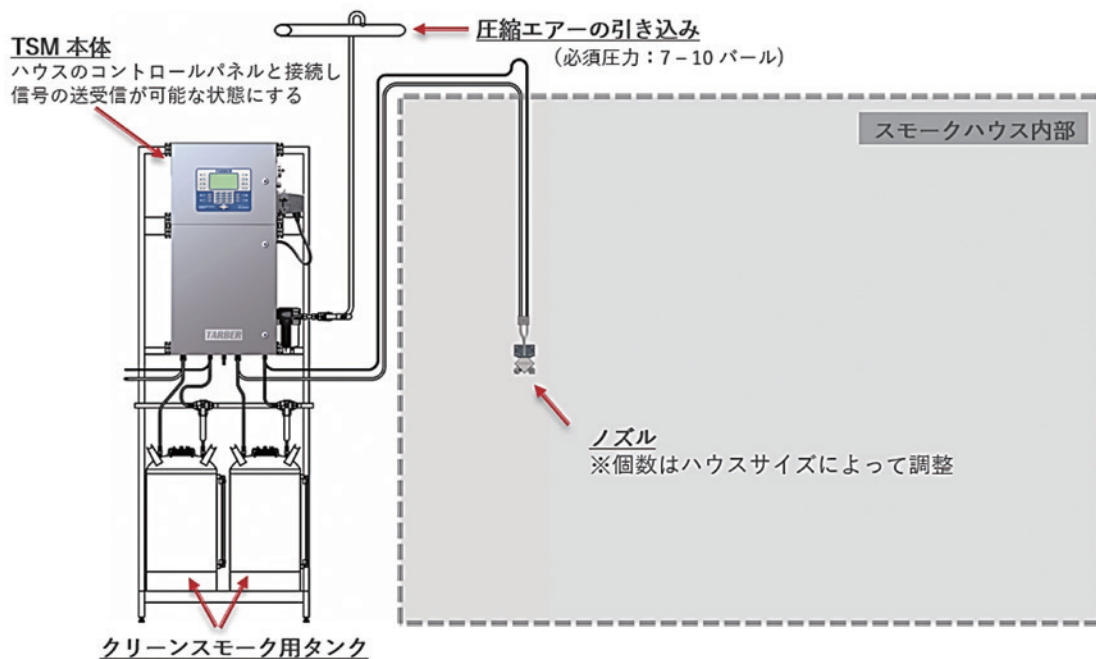 TSM 本体
ハウスのコントロールパネルと接続し
信号の送受信が可能な状態にする
圧縮エアーの引き込み
（必須圧力：7 – 10 バール）
スモークハウス内部
TARBER
ノズル
※個数はハウスサイズによって調整
クリーンスモーク用タンク